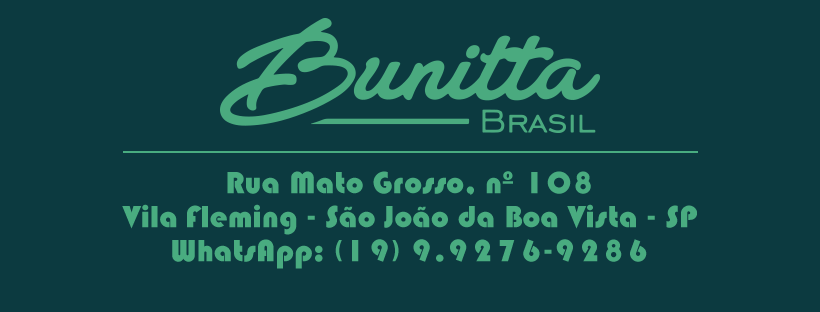 Bunitta
BRASIL
Rua Mato Grosso, nº 108
Vila Fleming - São João da Boa Vista - SP
WhatsApp: (19) 9.9276-9286